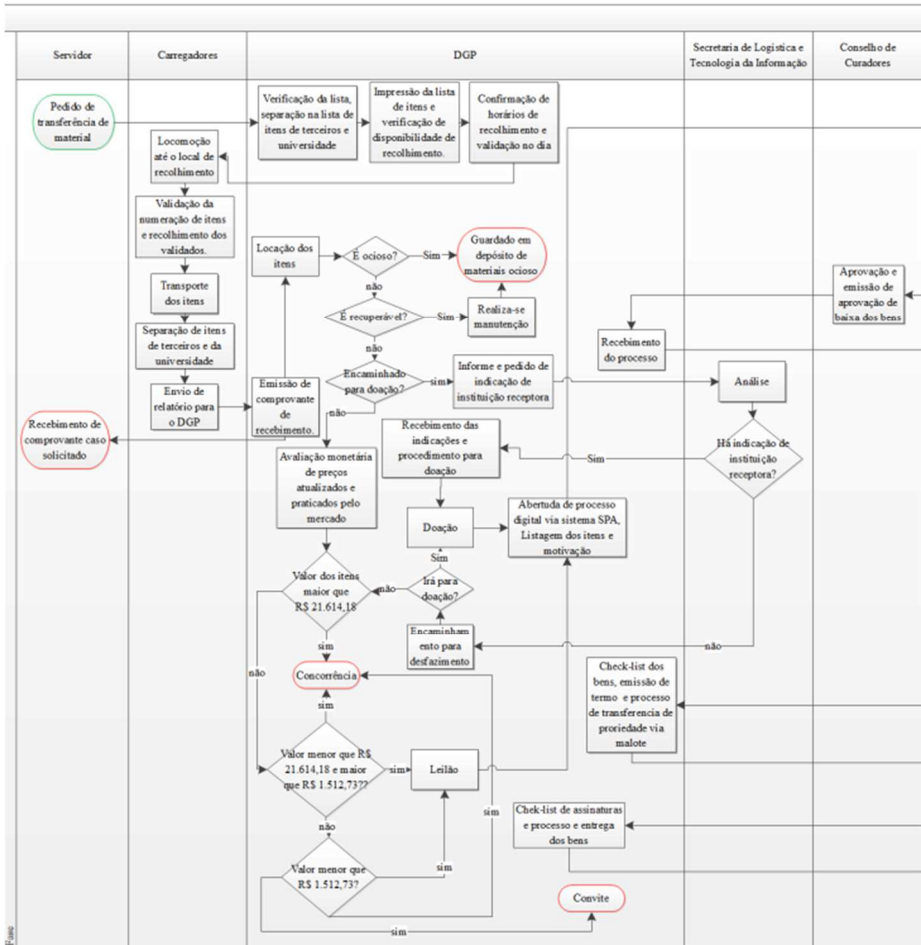 Servidor
Carregadores
DGP
Secretaria de Logistica e
Tecnologia da Informação
Conselho de
Curadores
Pedido de
transferência de
material
Verificação da lista,
separação na lista de
itens de terceiros e
universidade
Impressão da lista
de itens e
verificação de
disponibilidade de
recolhimento.
Confirmação de
horários de
recolhimento e
validação no dia
Locomoção
até o local de
recolhimento
Validação da
numeração de itens
e recolhimento dos
validados.
Transporte
dos itens
Separação de itens
de terceiros e da
universidade
Envio de
relatório para
o DGP
Recebimento de
comprovante caso
solicitado
Emissão de
comprovante
de
recebimento.
Locação dos
itens
É ocioso?
Sim
Guardado em
depósito de
materiais ocioso
não
É recuperável?
Sim
Realiza-se
manutenção
não
Encaminhado
para doação?
sim
Informe e pedido de
indicação de
instituição receptora
não
Aprovação e
emissão de
aprovação de
baixa dos bens
Recebimento
do processo
Análise
Há indicação de
instituição
receptora?
Sim
não
Recebimento das
indicações e
procedimento para
doação
Avaliação monetária
de preços
atualizados e
praticados pelo
mercado
Doação
Abertuda de processo
digital via sistema SPA,
Listagem dos itens e
motivação
Sim
Irá para
doação?
não
Valor dos itens
maior que
R$ 21.614,18
Encaminham
ento para
desfazimento
sim
não
Concorrência
sim
Check-list dos
bens, emissão de
termo e processo
de transferencia de
proriedade via
malote
Valor menor que R$
21.614,18 e maior
que R$ 1.512,73??
sim
Leilão
não
sim
Chek-list de assinaturas
e processo e entrega
dos bens
Valor menor que
R$ 1.512,73?
sim
Convite
sim
Fase